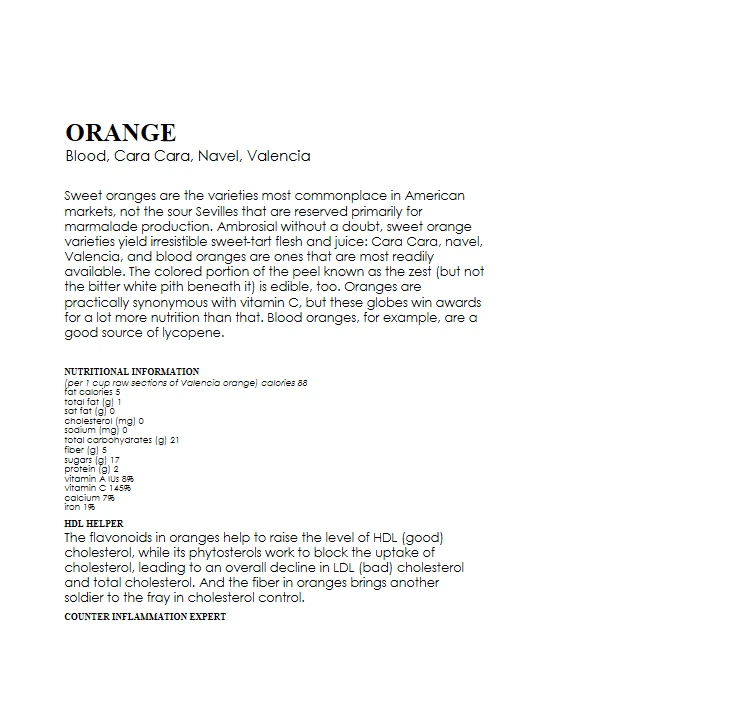 ORANGE
Blood, Cara Cara, Navel, Valencia
Sweet oranges are the varieties most commonplace in American
markets, not the sour Sevilles that are reserved primarily for
marmalade production. Ambrosial without a doubt, sweet orange
varieties yield irresistible sweet-tart flesh and juice: Cara Cara, navel,
Valencia, and blood oranges are ones that are most readily
available. The colored portion of the peel known as the zest (but not
the bitter white pith beneath it) is edible, too. Oranges are
practically synonymous with vitamin C, but these globes win awards
for a lot more nutrition than that. Blood oranges, for example, are a
good source of lycopene.
NUTRITIONAL INFORMATION
(per 1 cup raw sections of Valencia orange) calories 88
fat calories 5
total fat (g) 1
sat fat (g) 0
cholesterol (mg) 0
sodium (mg) 0
total carbohydrates (g) 21
fiber (g) 5
sugars (g) 17
protein (g) 2
vitamin A IUs 8%
vitamin C 145%
calcium 7%
iron 1%
HDL HELPER
The flavonoids in oranges help to raise the level of HDL (good)
cholesterol, while its phytosterols work to block the uptake of
cholesterol, leading to an overall decline in LDL (bad) cholesterol
and total cholesterol. And the fiber in oranges brings another
soldier to the fray in cholesterol control.
COUNTER INFLAMMATION EXPERT